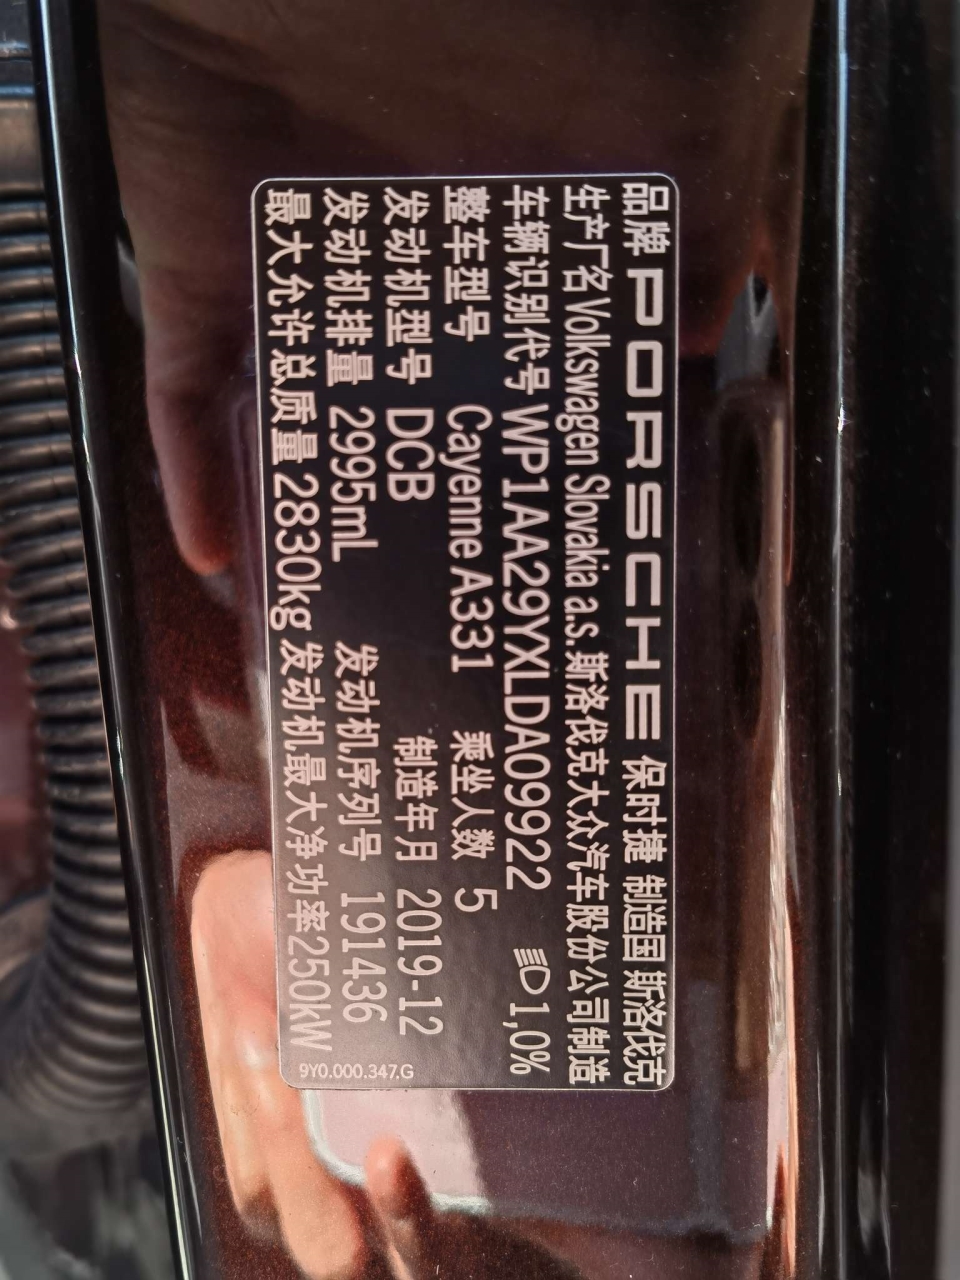 品牌 PORSCHE 保时捷 制造国 斯洛伐克
生产厂名 Volkswagen Slovakia a.s. 斯洛伐克大众汽车股份公司制造
车辆识别代号 WP1AA29YXLDA09922 1,0%
整车型号 Cayenne A331 乘坐人数 5
发动机型号 DCB 制造年月 2019-12
发动机排量 2995mL 发动机序列号 191436
最大允许总质量 2830kg 发动机最大净功率 250kW
9Y0.000.347.G